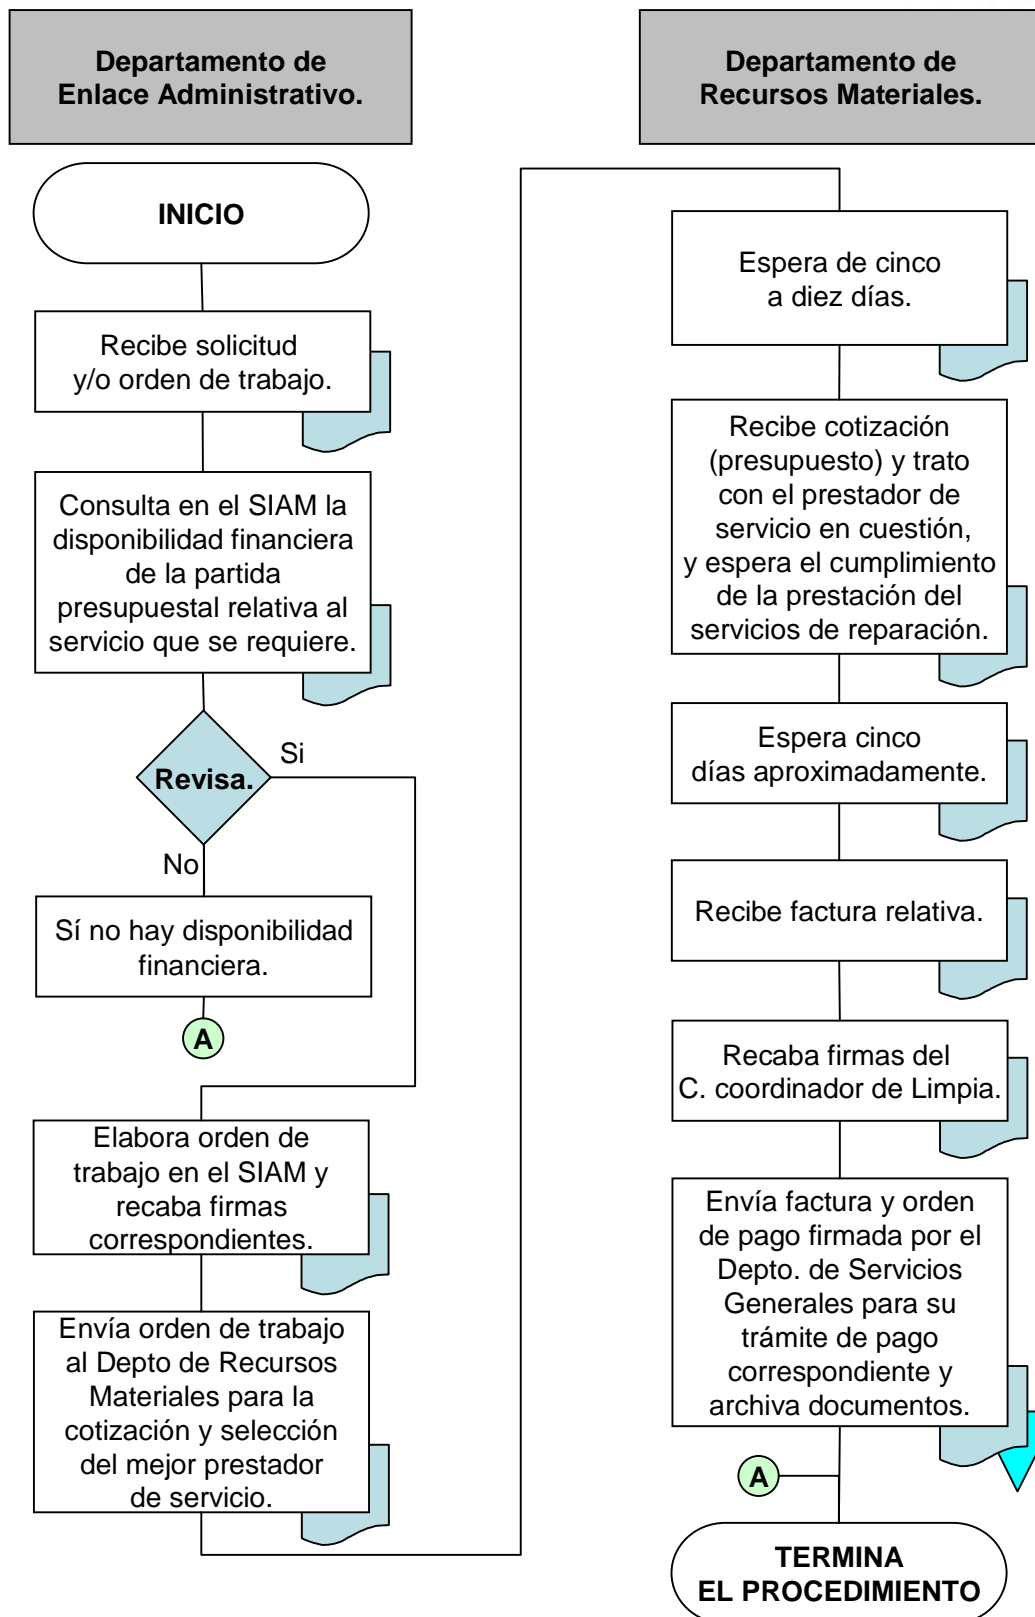 Departamento de
Enlace Administrativo.
INICIO
Recibe solicitud
y/o orden de trabajo.
Consulta en el SIAM la
disponibilidad financiera
de la partida
presupuestal relativa al
servicio que se requiere.
Revisa.
Si
No
Sí no hay disponibilidad
financiera.
A
Elabora orden de
trabajo en el SIAM y
recaba firmas
correspondientes.
Envía orden de trabajo
al Depto de Recursos
Materiales para la
cotización y selección
del mejor prestador
de servicio.
Departamento de
Recursos Materiales.
Espera de cinco
a diez días.
Recibe cotización
(presupuesto) y trato
con el prestador de
servicio en cuestión,
y espera el cumplimiento
de la prestación del
servicios de reparación.
Espera cinco
días aproximadamente.
Recibe factura relativa.
Recaba firmas del
C. coordinador de Limpia.
Envía factura y orden
de pago firmada por el
Depto. de Servicios
Generales para su
trámite de pago
correspondiente y
archiva documentos.
A
TERMINA
EL PROCEDIMIENTO